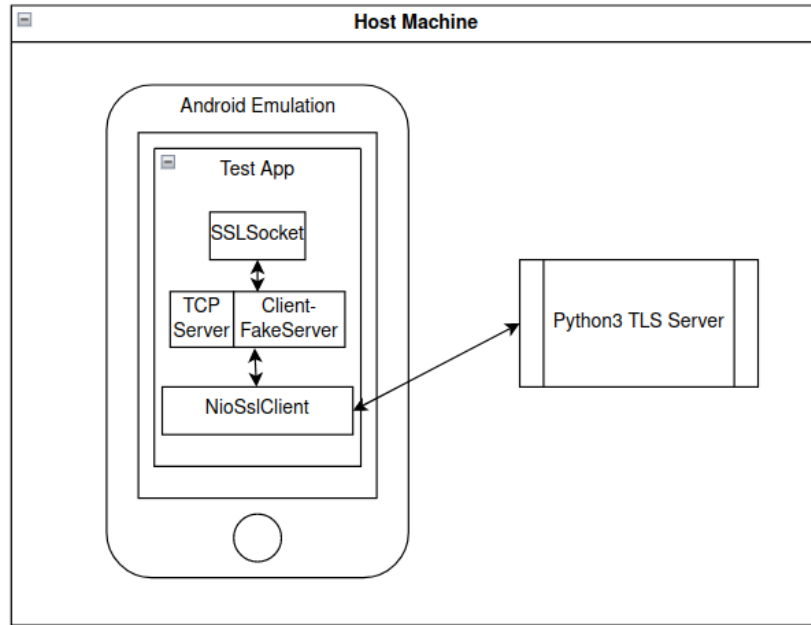 Host Machine
Android Emulation
Test App
SSLSocket
TCP
Server
Client-
FakeServer
NioSslClient
Python3 TLS Server